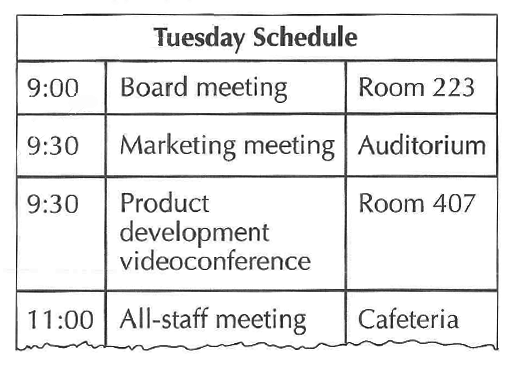 Tuesday Schedule
9:00 Board meeting Room 223
9:30 Marketing meeting Auditorium
9:30 Product Room 407
development
videoconference
11:00 All-staff meeting Cafeteria